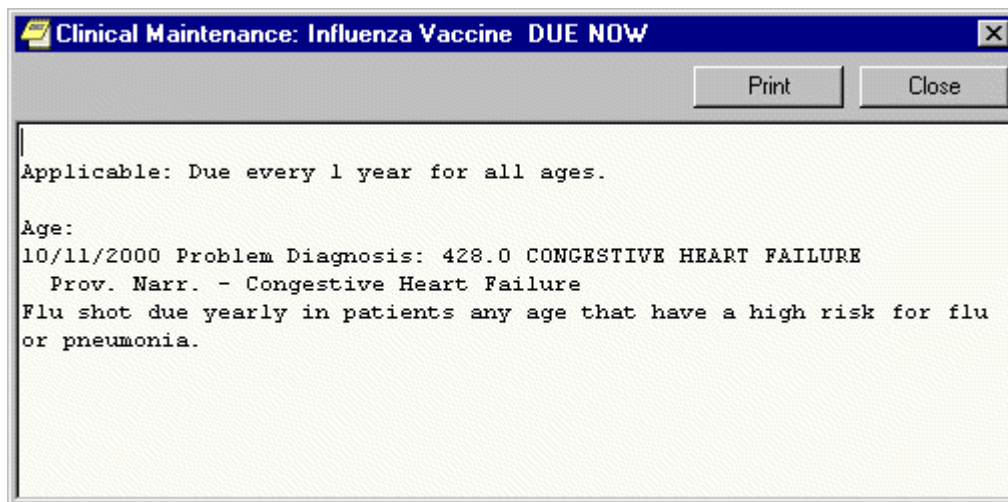 Clinical Maintenance: Influenza Vaccine  DUE NOW
Print
Close
Applicable: Due every 1 year for all ages.
Age:
10/11/2000 Problem Diagnosis: 428.0 CONGESTIVE HEART FAILURE
  Prov. Narr. - Congestive Heart Failure
Flu shot due yearly in patients any age that have a high risk for flu
or pneumonia.